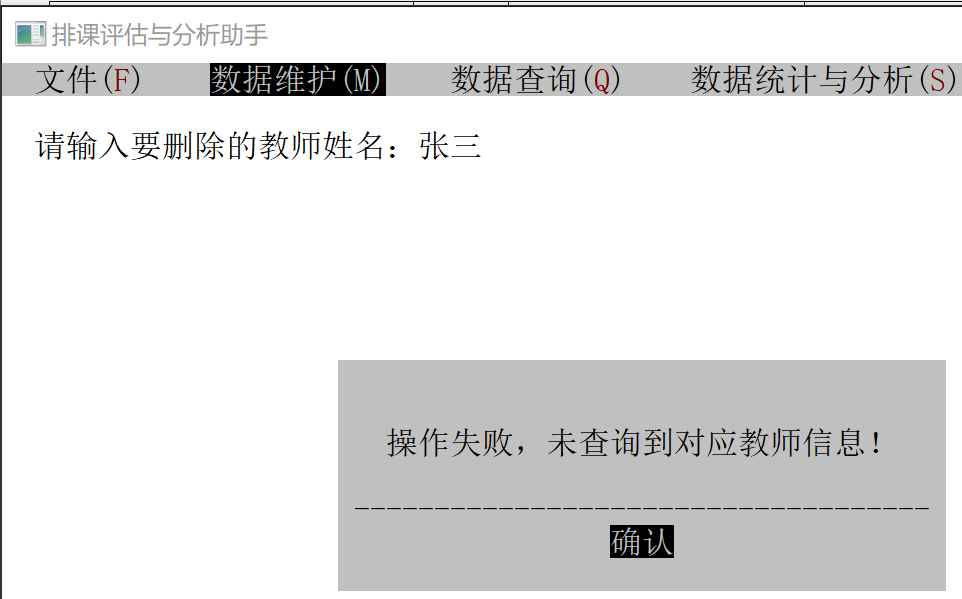 排课评估与分析助手
文件(F) 数据维护(M) 数据查询(Q) 数据统计与分析(S)
请输入要删除的教师姓名：张三
操作失败，未查询到对应教师信息！
------------------------------------
确认